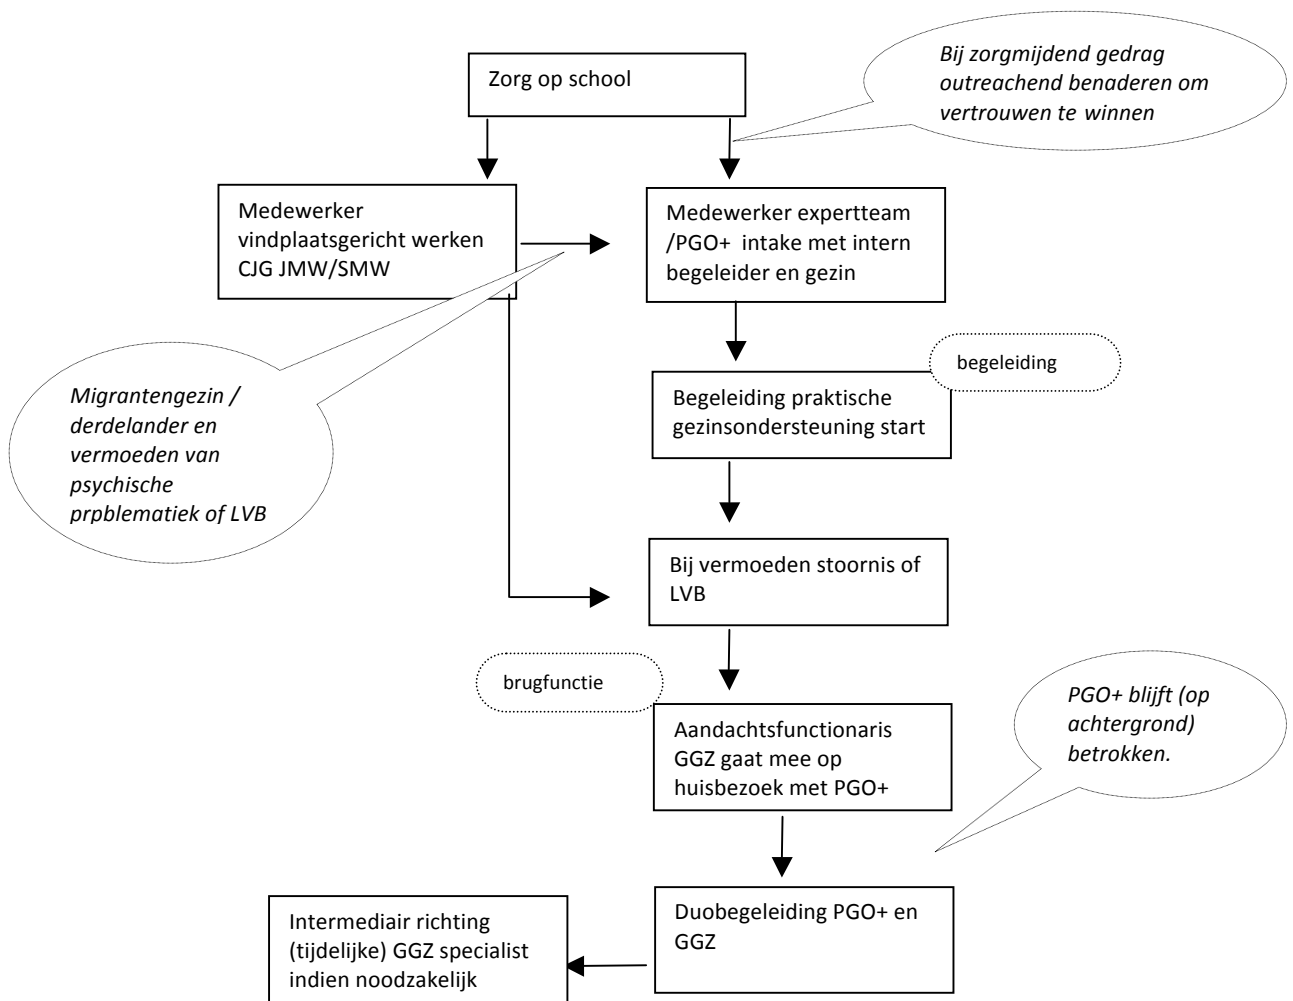 Zorg op school
Bij zorgmijdend gedrag
outreachend benaderen om
vertrouwen te winnen
Medewerker
vindplaatsgericht werken
CJG JMW/SMW
Medewerker expertteam
/PGO+ intake met intern
begeleider en gezin
Migrantengezin /
derdelander en
vermoeden van
psychische
prpblematiek of LVB
begeleiding
Begeleiding praktische
gezinsondersteuning start
Bij vermoeden stoornis of
LVB
brugfunctie
Aandachtsfunctionaris
GGZ gaat mee op
huisbezoek met PGO+
PGO+ blijft (op
achtergrond)
betrokken.
Duobegeleiding PGO+ en
GGZ
Intermediair richting
(tijdelijke) GGZ specialist
indien noodzakelijk